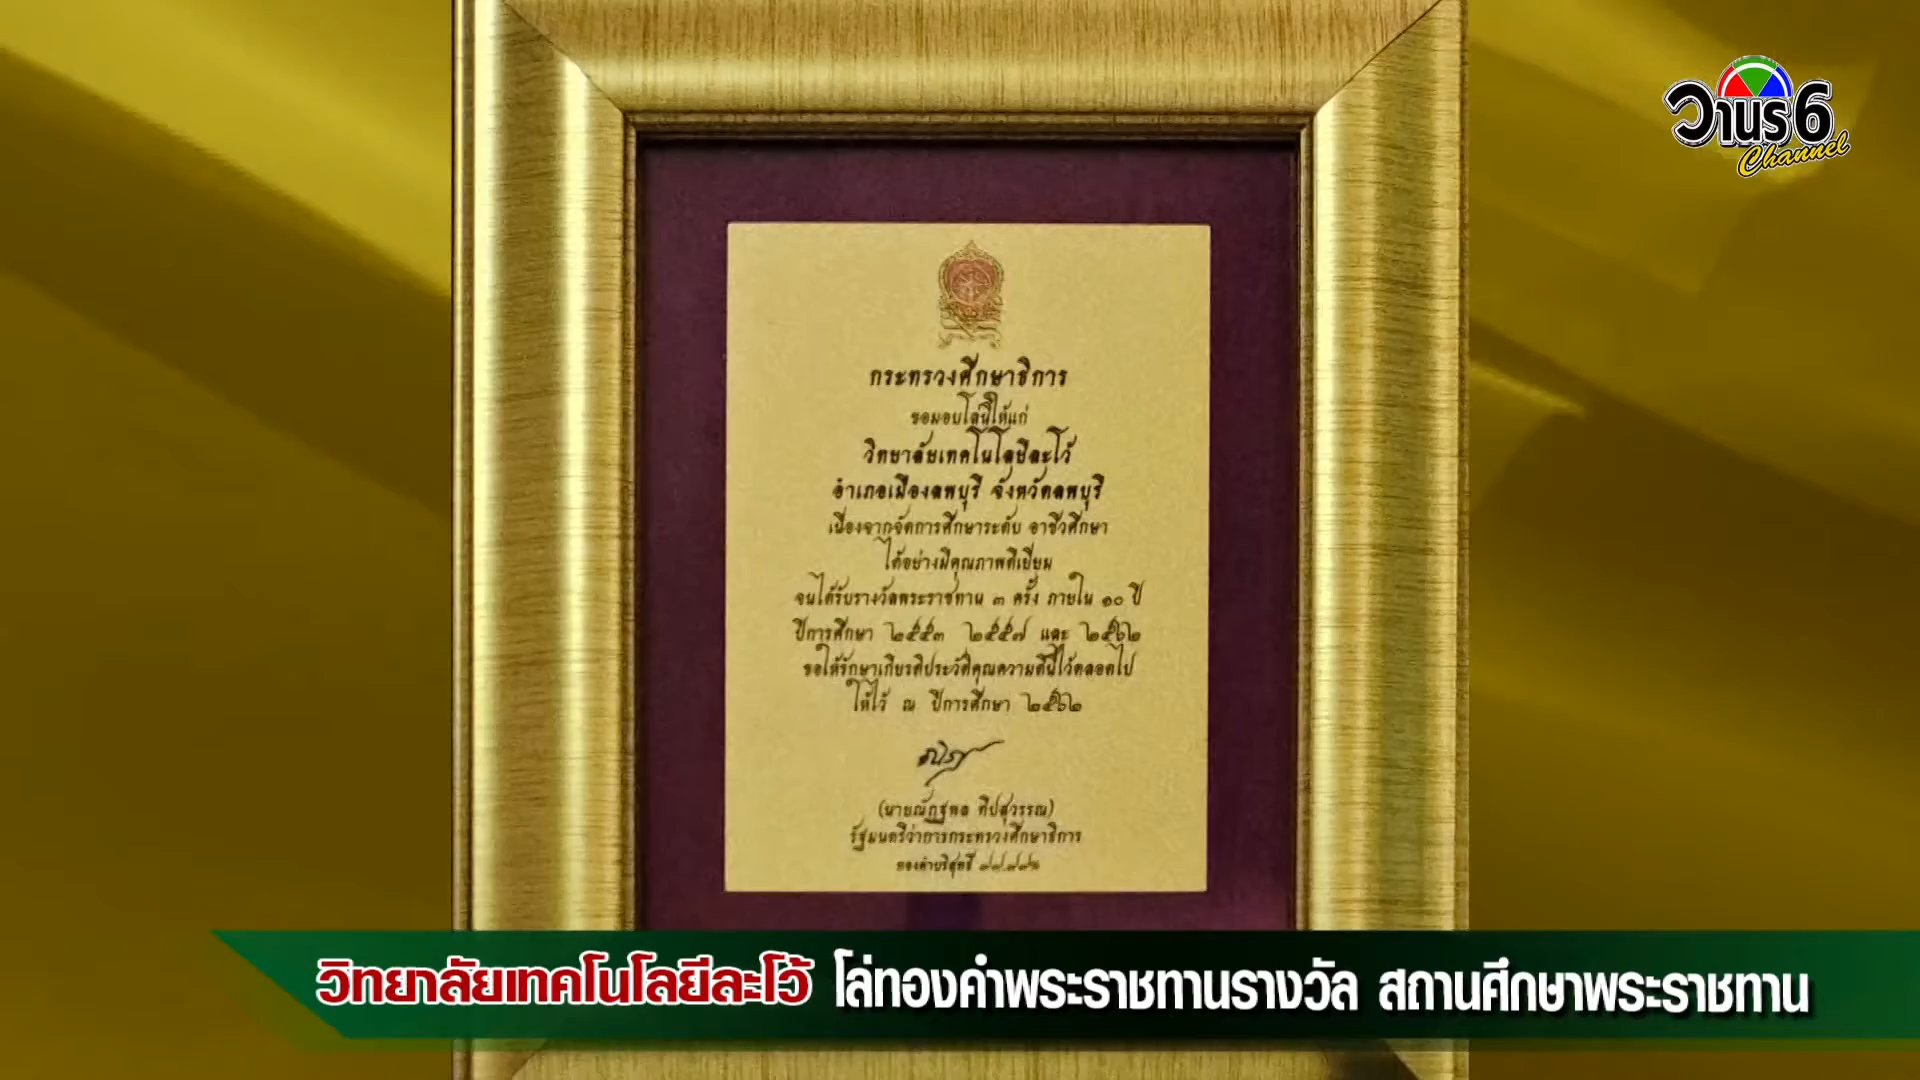 วานร 6
Channel
กระทรวงศึกษาธิการ
ขอมอบโล่นี้ให้แก่
วิทยาลัยเทคโนโลยีละโว้
อำเภอเมืองลพบุรี จังหวัดลพบุรี
เนื่องจากจัดการศึกษาระดับ อาชีวศึกษา
ได้อย่างมีคุณภาพดีเยี่ยม
จนได้รับรางวัลพระราชทาน ๓ ครั้ง ภายใน ๑๐ ปี
ปีการศึกษา ๒๕๕๓ ๒๕๕๗ และ ๒๕๖๒
ขอให้รักษาเกียรติประวัติคุณความดีนี้ไว้ตลอดไป
ให้ไว้ ณ ปีการศึกษา ๒๕๖๒
(นายณัฏฐพล ทีปสุวรรณ)
รัฐมนตรีว่าการกระทรวงศึกษาธิการ
ทองคำบริสุทธิ์
วิทยาลัยเทคโนโลยีละโว้ โล่ทองคำพระราชทานรางวัล สถานศึกษาพระราชทาน